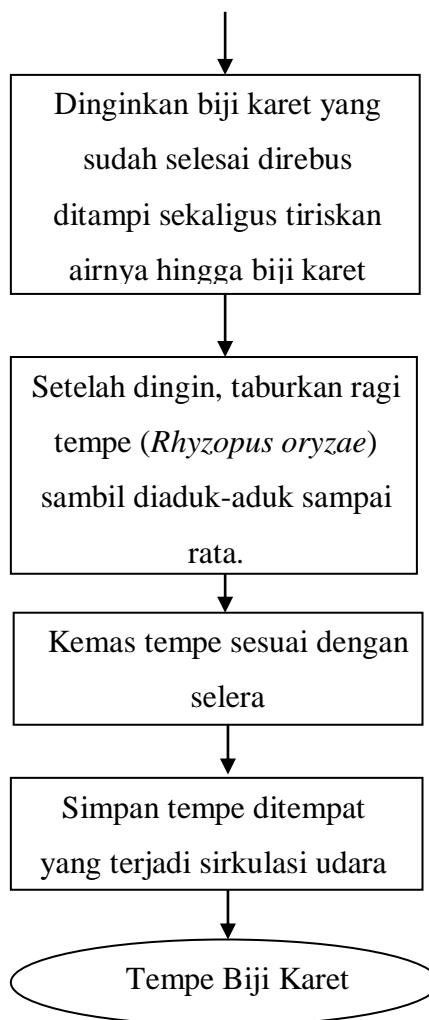 Dinginkan biji karet yang
sudah selesai direbus
ditampi sekaligus tiriskan
airnya hingga biji karet
Setelah dingin, taburkan ragi
tempe (Rhyzopus oryzae)
sambil diaduk-aduk sampai
rata.
Kemas tempe sesuai dengan
selera
Simpan tempe ditempat
yang terjadi sirkulasi udara
Tempe Biji Karet